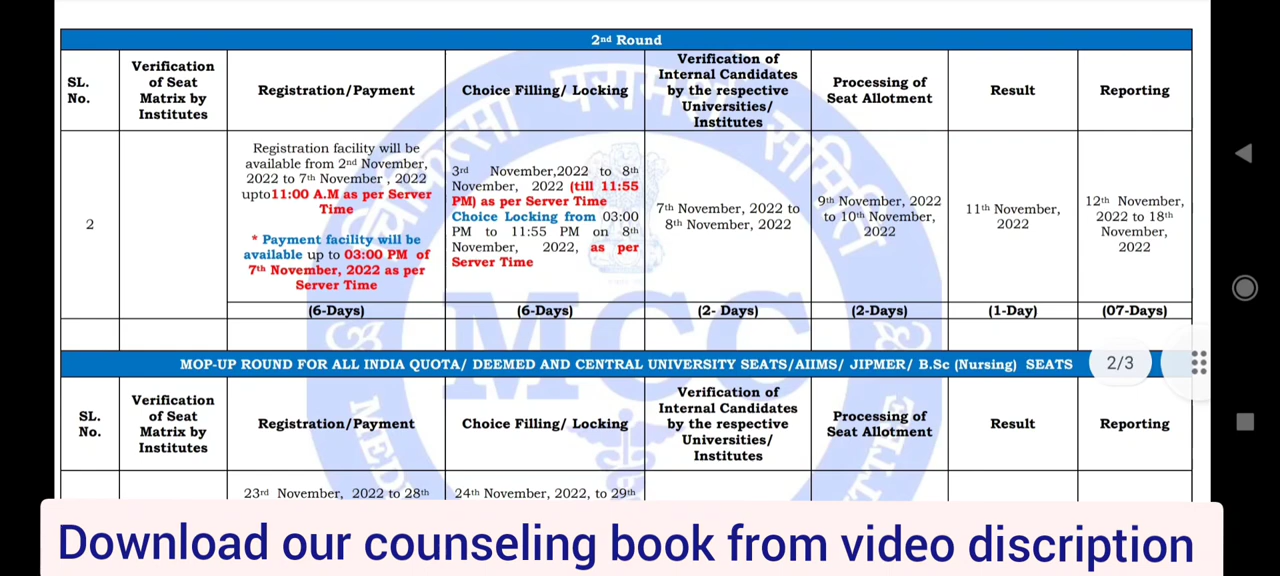 2nd Round
SL.
No.
Verification
of Seat
Matrix by
Institutes
Registration/Payment
Choice Filling/ Locking
Verification of
Internal Candidates
by the respective
Universities/
Institutes
Processing of
Seat Allotment
Result
Reporting
2
Registration facility will be
available from 2nd November,
2022 to 7th November , 2022
upto11:00 A.M as per Server
Time
* Payment facility will be
available up to 03:00 PM of
7th November, 2022 as per
Server Time
3rd November,2022 to 8th
November, 2022 (till 11:55
PM) as per Server Time
Choice Locking from 03:00
PM to 11:55 PM on 8th
November, 2022, as per
Server Time
7th November, 2022 to
8th November, 2022
9th November, 2022
to 10th November,
2022
11th November,
2022
12th November,
2022 to 18th
November,
2022
(6-Days)
(6-Days)
(2- Days)
(2-Days)
(1-Day)
(07-Days)
MOP-UP ROUND FOR ALL INDIA QUOTA/ DEEMED AND CENTRAL UNIVERSITY SEATS/AIIMS/ JIPMER/ B.Sc (Nursing) SEATS
2/3
SL.
No.
Verification
of Seat
Matrix by
Institutes
Registration/Payment
Choice Filling/ Locking
Verification of
Internal Candidates
by the respective
Universities/
Institutes
Processing of
Seat Allotment
Result
Reporting
23rd November, 2022 to 28th
24th November, 2022, to 29th
MCC
Download our counseling book from video discription